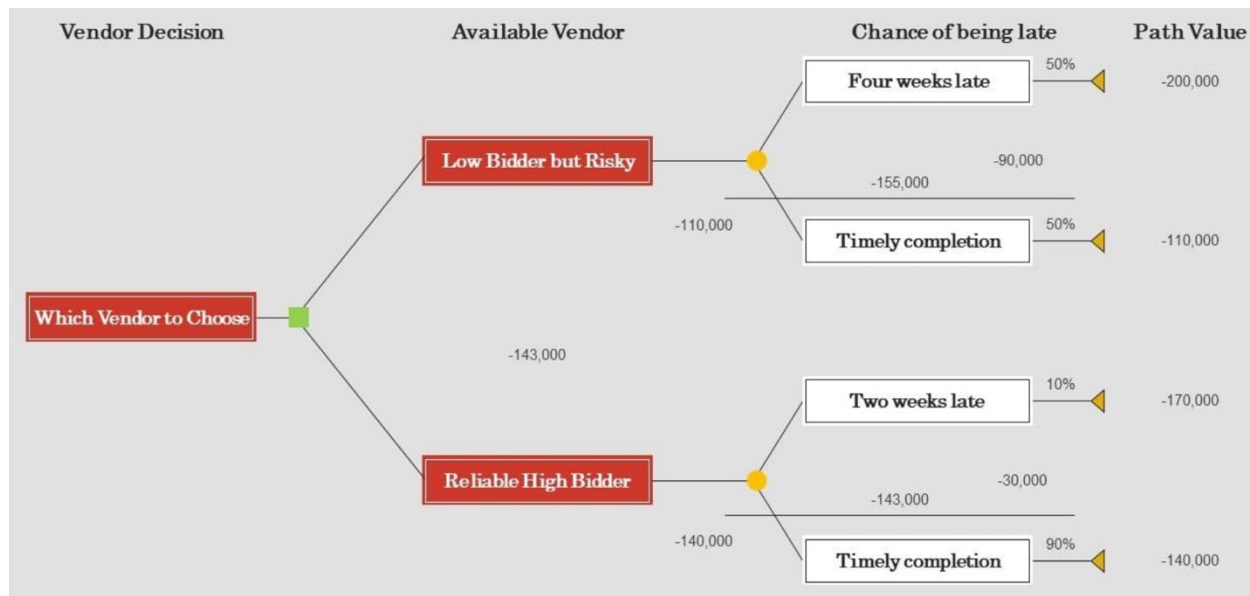 Vendor Decision
Available Vendor
Chance of being late
Path Value
Four weeks late
50%
-200,000
Low Bidder but Risky
-90,000
-155,000
-110,000
Timely completion
50%
-110,000
Which Vendor to Choose
-143,000
Two weeks late
10%
-170,000
Reliable High Bidder
-30,000
-143,000
-140,000
Timely completion
90%
-140,000